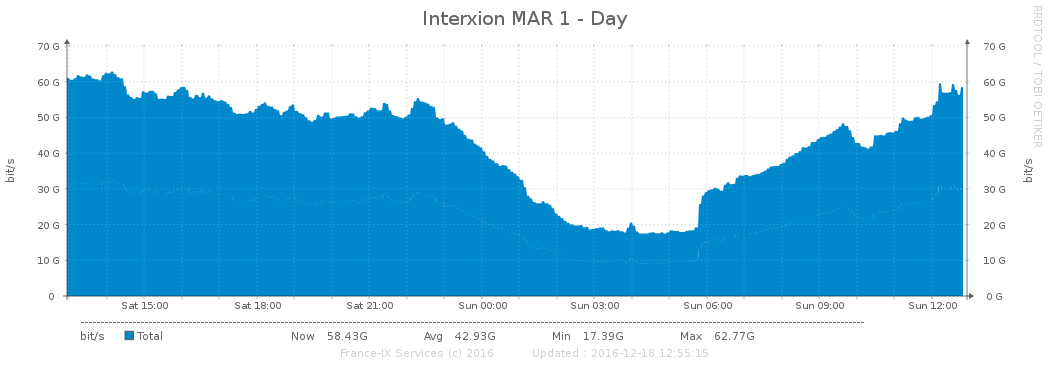 Interxion MAR 1 - Day
RRDTOOL / TOBI OETIKER
70 G 70 G
60 G 60 G
50 G 50 G
40 G 40 G
30 G 30 G
20 G 20 G
10 G 10 G
0 0 G
bit/s bit/s
Sat 15:00 Sat 18:00 Sat 21:00 Sun 00:00 Sun 03:00 Sun 06:00 Sun 09:00 Sun 12:00
bit/s Total Now 58.43G Avg 42.93G Min 17.39G Max 62.77G
France-IX Services (c) 2016 Updated : 2016-12-18 12:55:15